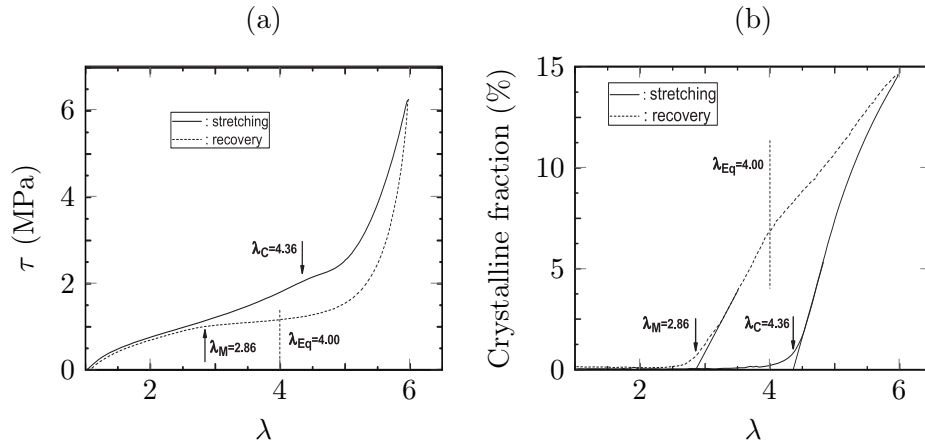 (a)
τ (MPa)
6
4
2
0
: stretching
: recovery
λC=4.36
λM=2.86
λEq=4.00
2
4
6
λ
(b)
Crystalline fraction (%)
15
10
5
0
: stretching
: recovery
λEq=4.00
λM=2.86
λC=4.36
2
3
4
5
6
λ